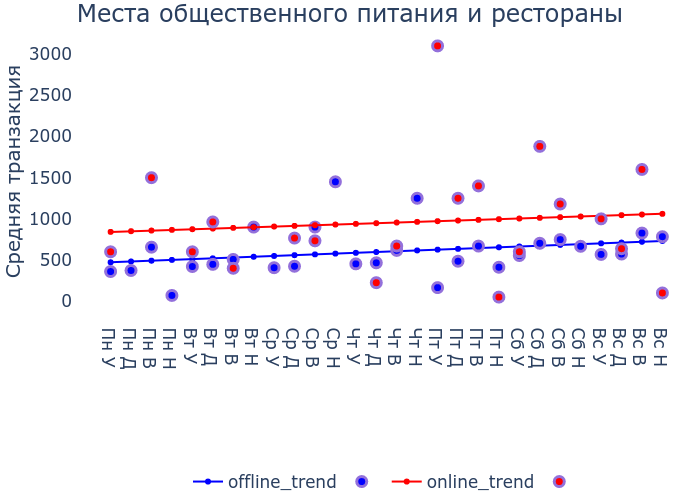 Места общественного питания и рестораны
Средняя транзакция
3000
2500
2000
1500
1000
500
0
Пн У
Пн Д
Пн В
Пн Н
Вт У
Вт Д
Вт В
Вт Н
Ср У
Ср Д
Ср В
Ср Н
Чт У
Чт Д
Чт В
Чт Н
Пт У
Пт Д
Пт В
Пт Н
Сб У
Сб Д
Сб В
Сб Н
Вс У
Вс Д
Вс В
Вс Н
offline_trend
online_trend